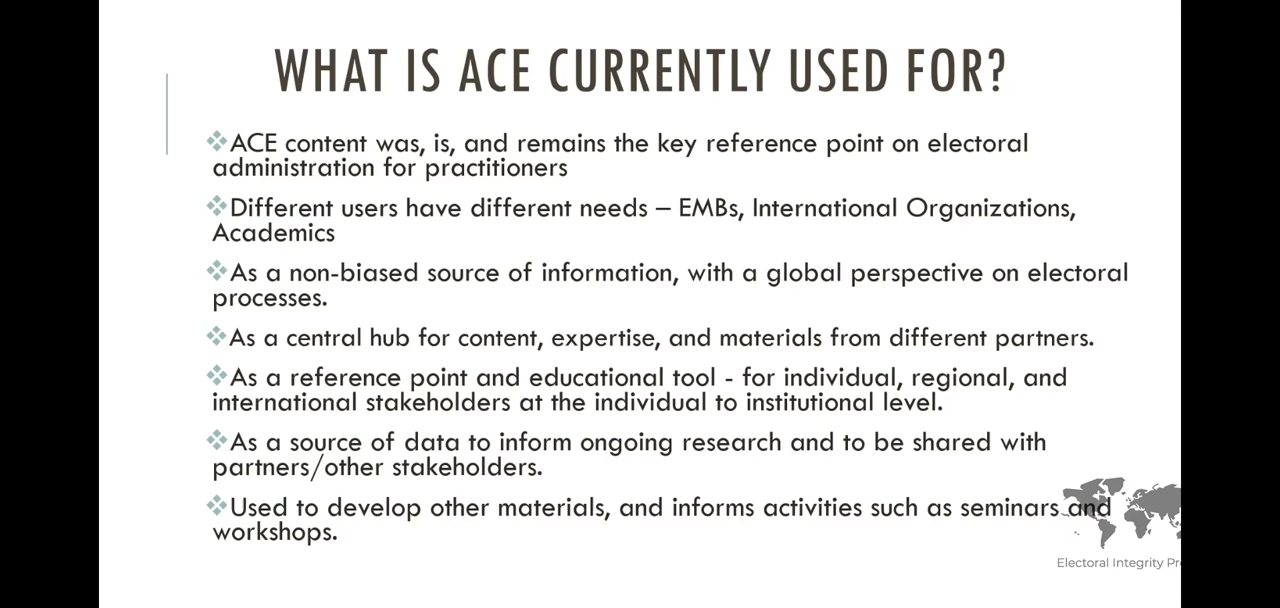 WHAT IS ACE CURRENTLY USED FOR?
❖ACE content was, is, and remains the key reference point on electoral
administration for practitioners
❖Different users have different needs – EMBs, International Organizations,
Academics
❖As a non-biased source of information, with a global perspective on electoral
processes.
❖As a central hub for content, expertise, and materials from different partners.
❖As a reference point and educational tool - for individual, regional, and
international stakeholders at the individual to institutional level.
❖As a source of data to inform ongoing research and to be shared with
partners/other stakeholders.
❖Used to develop other materials, and informs activities such as seminars and
workshops.
Electoral Integrity